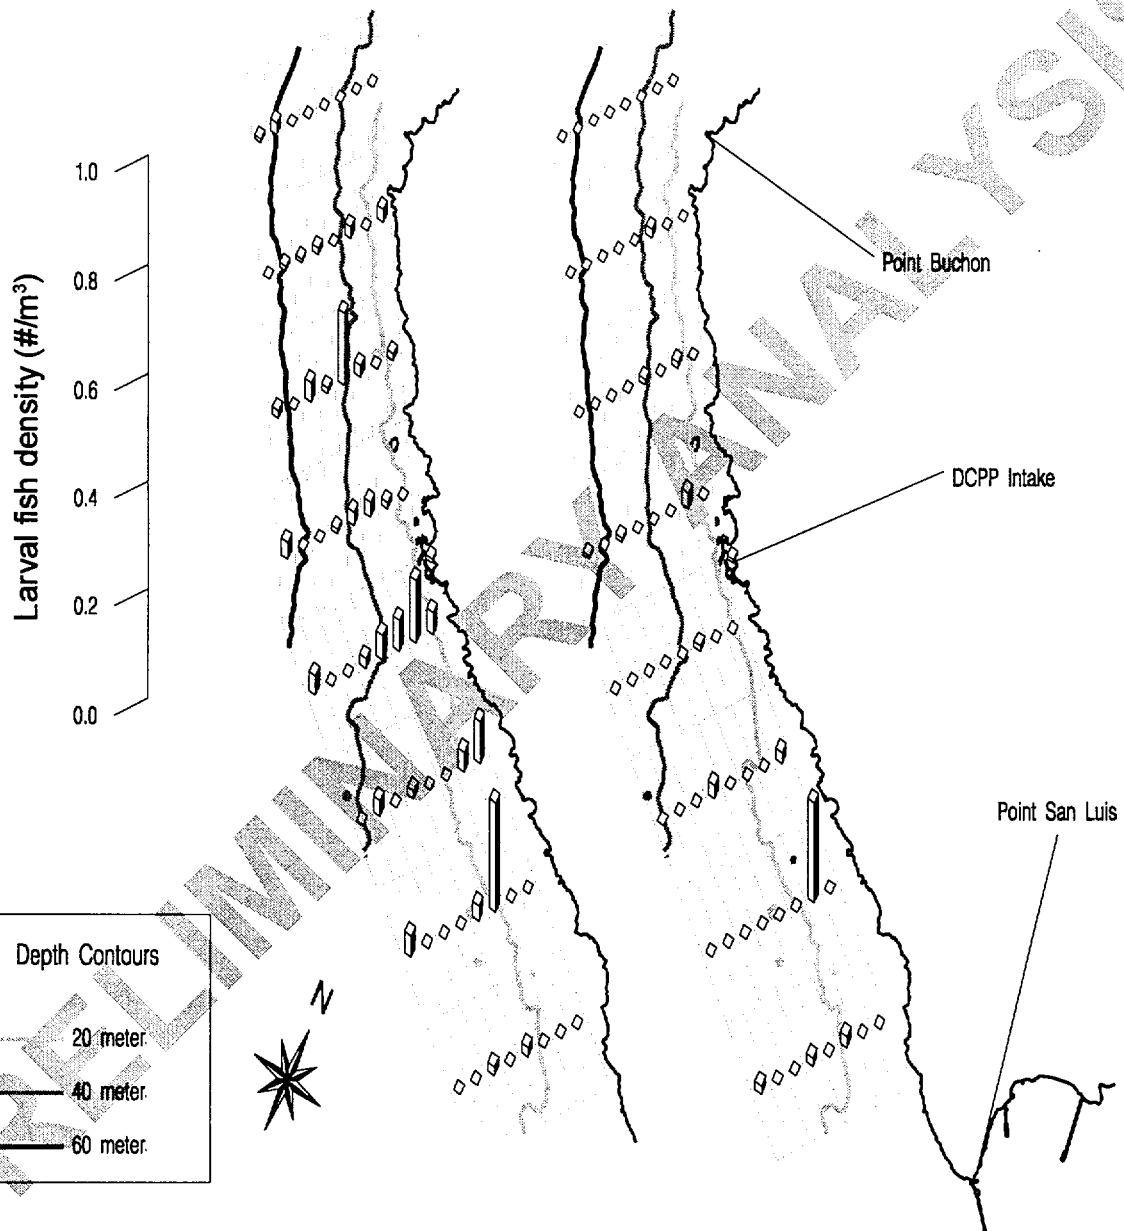 PRELIMINARY ANALYSIS
Larval fish density (#/m³)
1.0
0.8
0.6
0.4
0.2
0.0
Point Buchon
DCPP Intake
Point San Luis
Depth Contours
20 meter
40 meter
60 meter
N